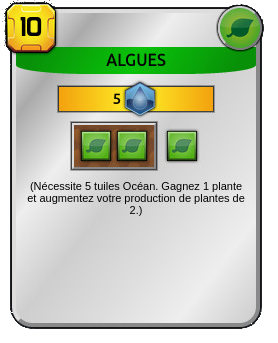 10
ALGUES
5
(Nécessite 5 tuiles Océan. Gagnez 1 plante
et augmentez votre production de plantes de
2.)